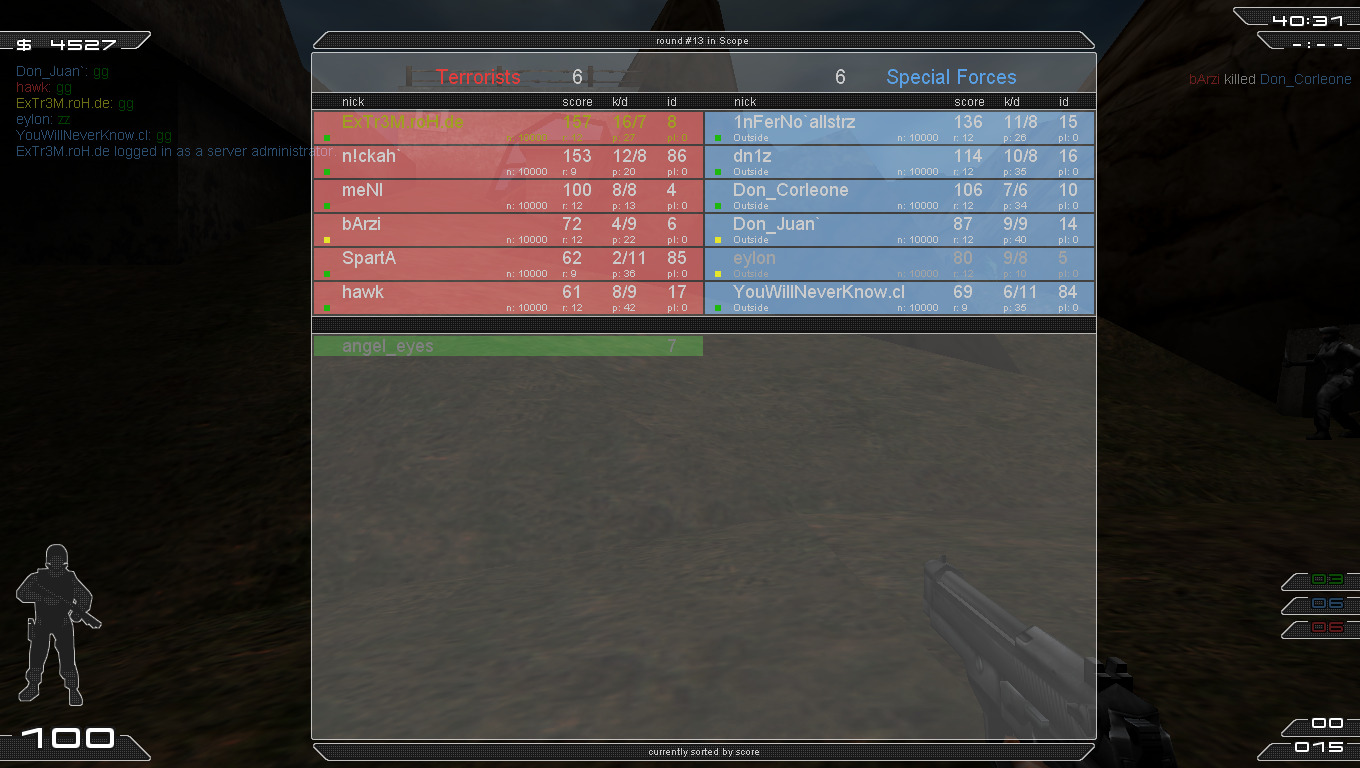 $ 4527
round #13 in Scope
40:31
-:--
Don_Juan`: gg
hawk: gg
ExTr3M.roH.de: gg
eylon: zz
YouWillNeverKnow.cl: gg
ExTr3M.roH.de logged in as a server administrator.
bArzi killed Don_Corleone
Terrorists 6
6 Special Forces
nick score k/d id
nick score k/d id
ExTr3M.roH.de 167 16/7 8
n: 10000 r: 12 p: 27 pl: 0
n!ckah` 153 12/8 86
n: 10000 r: 9 p: 20 pl: 0
meNI 100 8/8 4
n: 10000 r: 12 p: 13 pl: 0
bArzi 72 4/9 6
n: 10000 r: 12 p: 22 pl: 0
SpartA 62 2/11 85
n: 10000 r: 9 p: 36 pl: 0
hawk 61 8/9 17
n: 10000 r: 12 p: 42 pl: 0
1nFerNo`allstrz 136 11/8 15
Outside n: 10000 r: 12 p: 26 pl: 0
dn1z 114 10/8 16
Outside n: 10000 r: 12 p: 35 pl: 0
Don_Corleone 106 7/6 10
Outside n: 10000 r: 12 p: 34 pl: 0
Don_Juan` 87 9/9 14
Outside n: 10000 r: 12 p: 40 pl: 0
eylon 80 9/8 5
Outside n: 10000 r: 12 p: 10 pl: 0
YouWillNeverKnow.cl 69 6/11 84
Outside n: 10000 r: 9 p: 35 pl: 0
angel_eyes 7
03
06
06
100
00
015
currently sorted by score